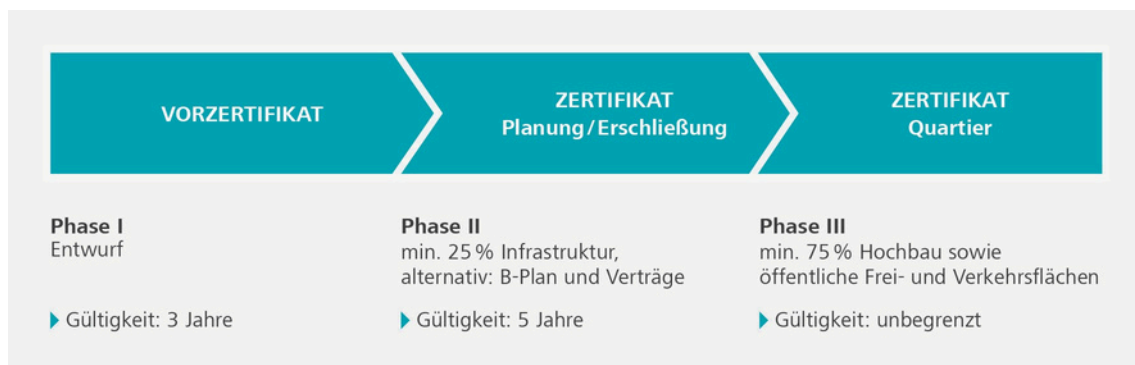 VORZERTIFIKAT
ZERTIFIKAT
Planung/Erschließung
ZERTIFIKAT
Quartier
Phase I
Entwurf
Gültigkeit: 3 Jahre
Phase II
min. 25 % Infrastruktur,
alternativ: B-Plan und Verträge
Gültigkeit: 5 Jahre
Phase III
min. 75 % Hochbau sowie
öffentliche Frei- und Verkehrsflächen
Gültigkeit: unbegrenzt